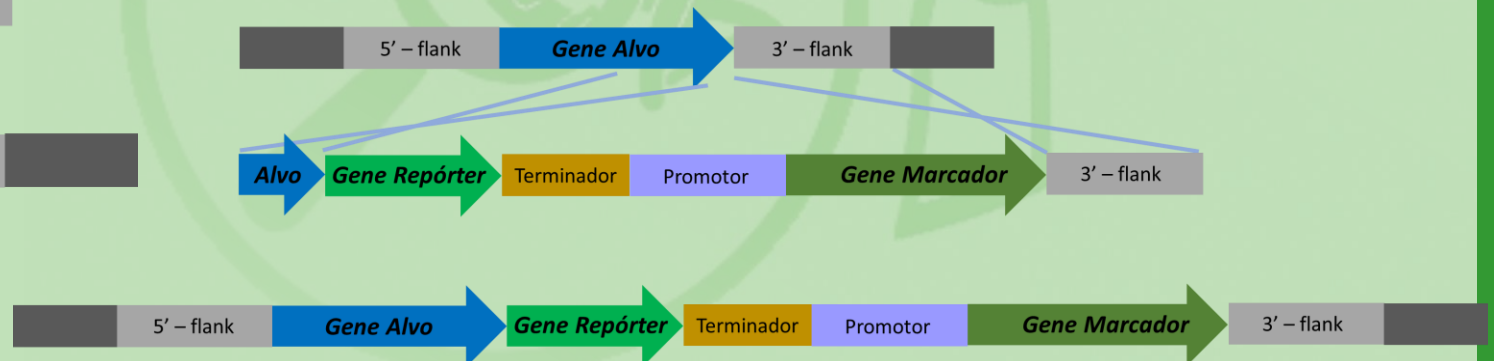 5' – flank Gene Alvo 3' – flank
Alvo Gene Repórter Terminador Promotor Gene Marcador 3' – flank
5' – flank Gene Alvo Gene Repórter Terminador Promotor Gene Marcador 3' – flank